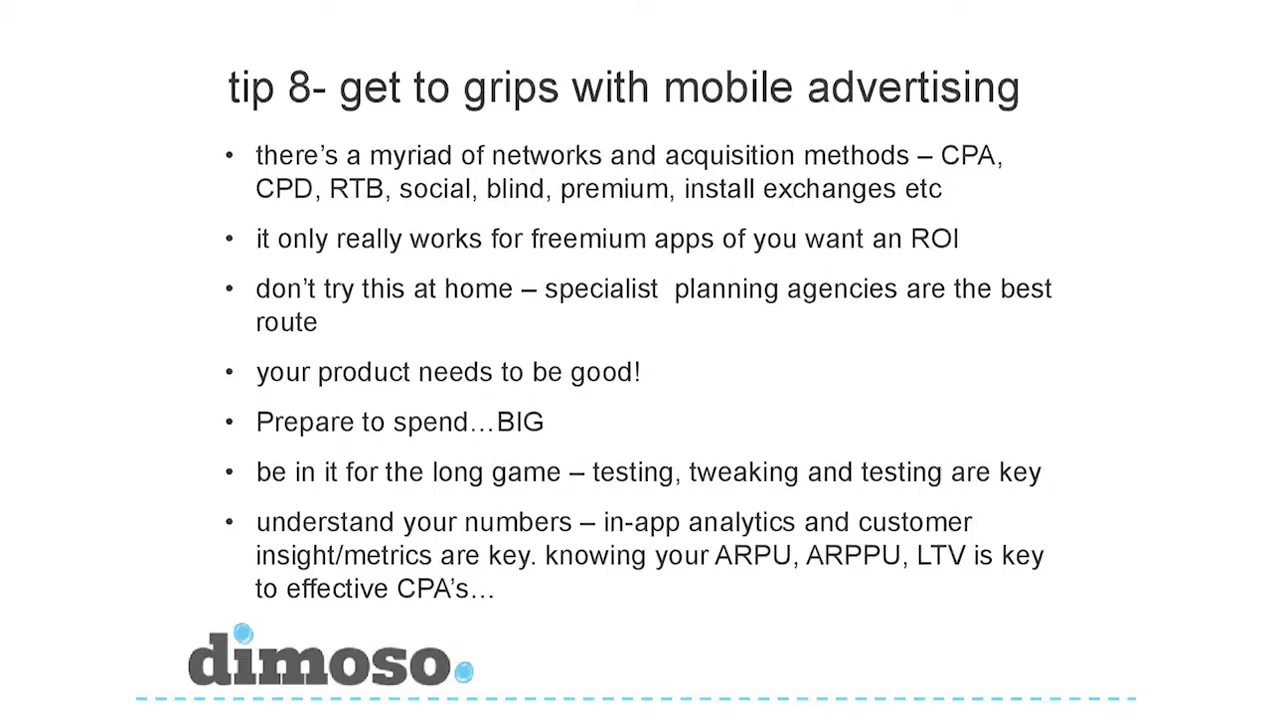 tip 8- get to grips with mobile advertising
• there's a myriad of networks and acquisition methods – CPA,
CPD, RTB, social, blind, premium, install exchanges etc
• it only really works for freemium apps of you want an ROI
• don't try this at home – specialist  planning agencies are the best
route
• your product needs to be good!
• Prepare to spend…BIG
• be in it for the long game – testing, tweaking and testing are key
• understand your numbers – in-app analytics and customer
insight/metrics are key. knowing your ARPU, ARPPU, LTV is key
to effective CPA's…
dimoso.